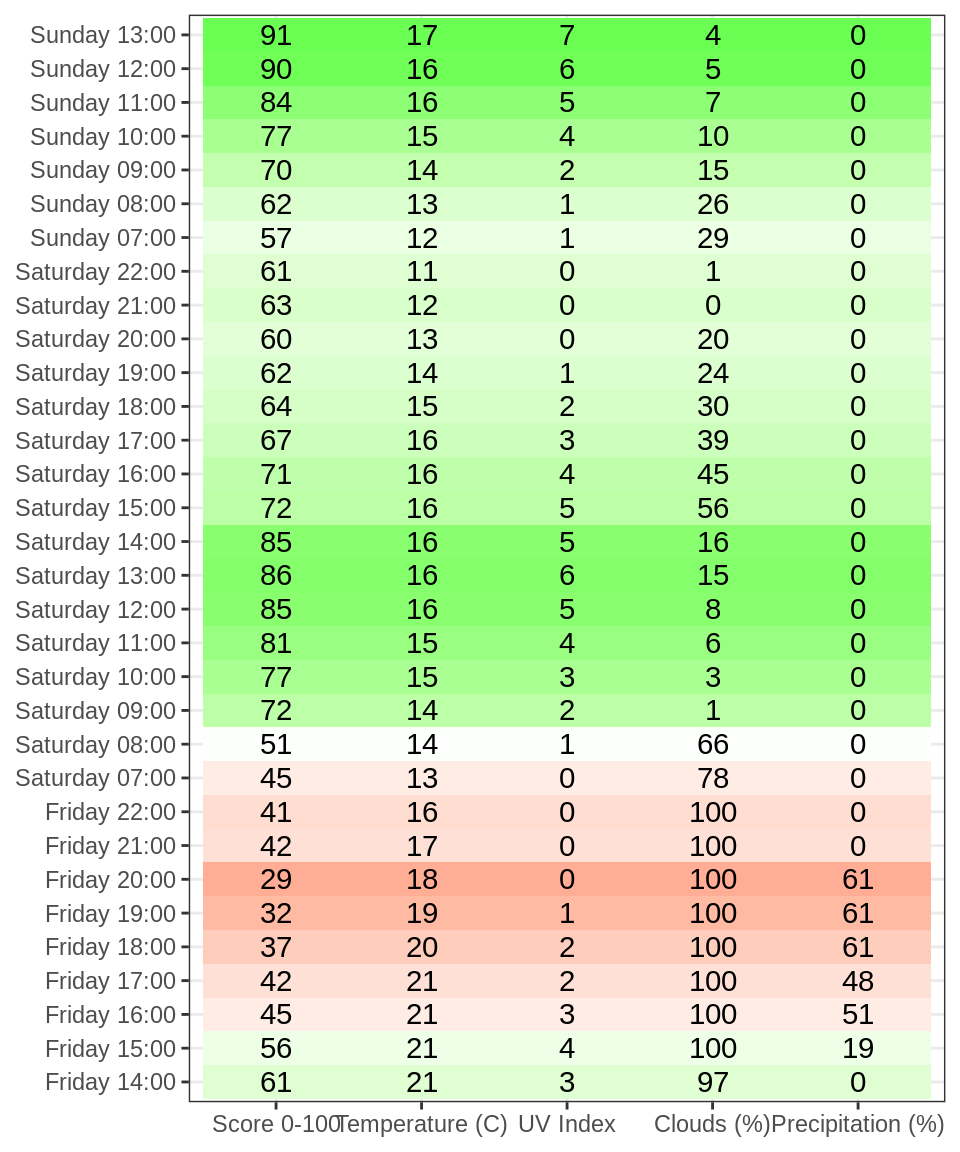 Sunday 13:00 91 17 7 4 0
Sunday 12:00 90 16 6 5 0
Sunday 11:00 84 16 5 7 0
Sunday 10:00 77 15 4 10 0
Sunday 09:00 70 14 2 15 0
Sunday 08:00 62 13 1 26 0
Sunday 07:00 57 12 1 29 0
Saturday 22:00 61 11 0 1 0
Saturday 21:00 63 12 0 0 0
Saturday 20:00 60 13 0 20 0
Saturday 19:00 62 14 1 24 0
Saturday 18:00 64 15 2 30 0
Saturday 17:00 67 16 3 39 0
Saturday 16:00 71 16 4 45 0
Saturday 15:00 72 16 5 56 0
Saturday 14:00 85 16 5 16 0
Saturday 13:00 86 16 6 15 0
Saturday 12:00 85 16 5 8 0
Saturday 11:00 81 15 4 6 0
Saturday 10:00 77 15 3 3 0
Saturday 09:00 72 14 2 1 0
Saturday 08:00 51 14 1 66 0
Saturday 07:00 45 13 0 78 0
Friday 22:00 41 16 0 100 0
Friday 21:00 42 17 0 100 0
Friday 20:00 29 18 0 100 61
Friday 19:00 32 19 1 100 61
Friday 18:00 37 20 2 100 61
Friday 17:00 42 21 2 100 48
Friday 16:00 45 21 3 100 51
Friday 15:00 56 21 4 100 19
Friday 14:00 61 21 3 97 0
Score 0-100 Temperature (C) UV Index Clouds (%) Precipitation (%)